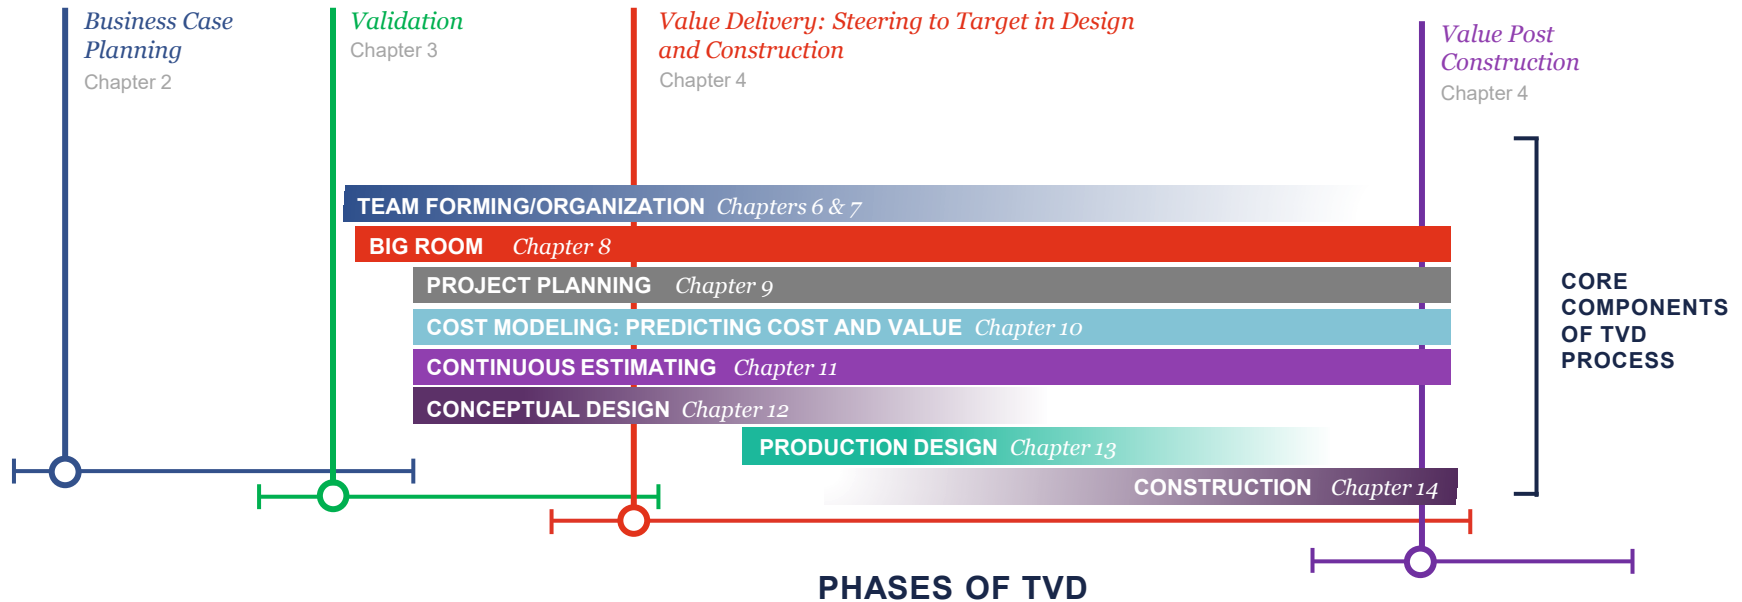 Business Case
Planning
Chapter 2
Validation
Chapter 3
Value Delivery: Steering to Target in Design
and Construction
Chapter 4
Value Post
Construction
Chapter 4
TEAM FORMING/ORGANIZATION Chapters 6 & 7
BIG ROOM Chapter 8
PROJECT PLANNING Chapter 9
COST MODELING: PREDICTING COST AND VALUE Chapter 10
CONTINUOUS ESTIMATING Chapter 11
CONCEPTUAL DESIGN Chapter 12
PRODUCTION DESIGN Chapter 13
CONSTRUCTION Chapter 14
CORE
COMPONENTS
OF TVD
PROCESS
PHASES OF TVD